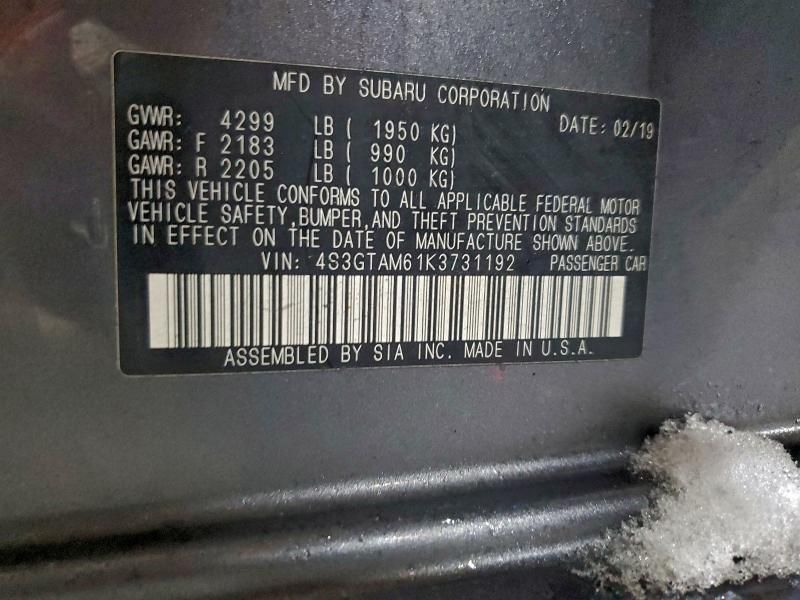 MFD BY SUBARU CORPORATION
GVWR: 4299 LB ( 1950 KG) DATE: 02/19
GAWR: F 2183 LB ( 990 KG)
GAWR: R 2205 LB ( 1000 KG)
THIS VEHICLE CONFORMS TO ALL APPLICABLE FEDERAL MOTOR
VEHICLE SAFETY, BUMPER, AND THEFT PREVENTION STANDARDS
IN EFFECT ON THE DATE OF MANUFACTURE SHOWN ABOVE.
VIN: 4S3GTAM61K3731192 PASSENGER CAR
ASSEMBLED BY SIA INC. MADE IN U.S.A.